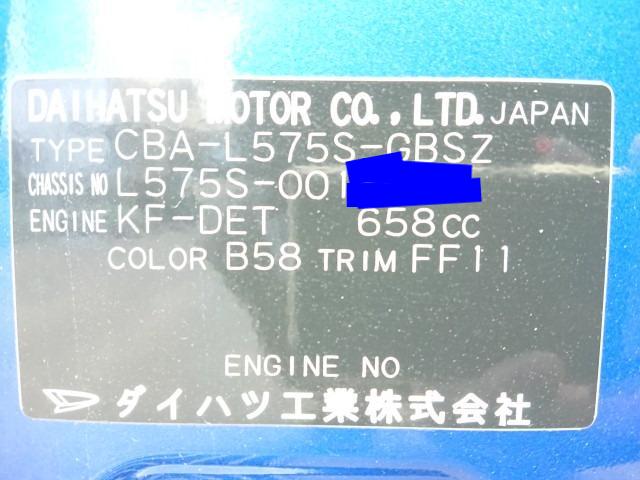 DAIHATSU MOTOR CO., LTD. JAPAN
TYPE CBA-L575S-GBSZ
CHASSIS NO L575S-001
ENGINE KF-DET 658CC
COLOR B58 TRIM FF11
ENGINE NO
ダイハツ工業株式会社